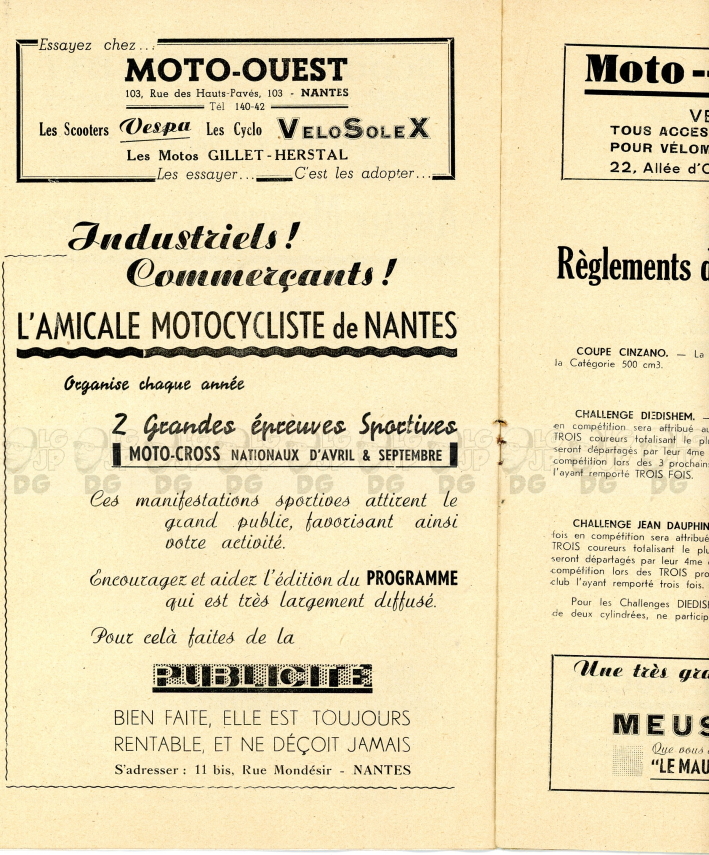 Essayez chez...
MOTO-OUEST
103, Rue des Hauts-Pavés, 103 - NANTES
Tél 140-42
Les Scooters Vespa Les Cyclo VELOSOLEX
Les Motos GILLET-HERSTAL
Les essayer... C'est les adopter...
Industriels!
Commerçants!
L'AMICALE MOTOCYCLISTE de NANTES
Organise chaque année
2 Grandes épreuves Sportives
MOTO-CROSS NATIONAUX D'AVRIL & SEPTEMBRE
Ces manifestations sportives attirent le
grand public, favorisant ainsi
votre activité.
Encouragez et aidez l'édition du PROGRAMME
qui est très largement diffusé.
Pour celà faites de la
PUBLICITÉ
BIEN FAITE, ELLE EST TOUJOURS
RENTABLE, ET NE DÉÇOIT JAMAIS
S'adresser : 11 bis, Rue Mondésir - NANTES
Moto -
VE
TOUS ACCES
POUR VÉLOM
22, Allée d'O
Règlements d
COUPE CINZANO. — La
la Catégorie 500 cm3.
CHALLENGE DIEDISHEM. —
en compétition sera attribué au
TROIS coureurs totalisant le plu
seront départagés par leur 4me
compétition lors des 3 prochain
l'ayant remporté TROIS FOIS.
CHALLENGE JEAN DAUPHIN
fois en compétition sera attribué
TROIS coureurs totalisant le plu
seront départagés par leur 4me
compétition lors des TROIS pro
club l'ayant remporté trois fois.
Pour les Challenges DIEDISH
de deux cylindrées, ne particip
Une très gra
MEUS
Que vous
"LE MAU
LG JP DG